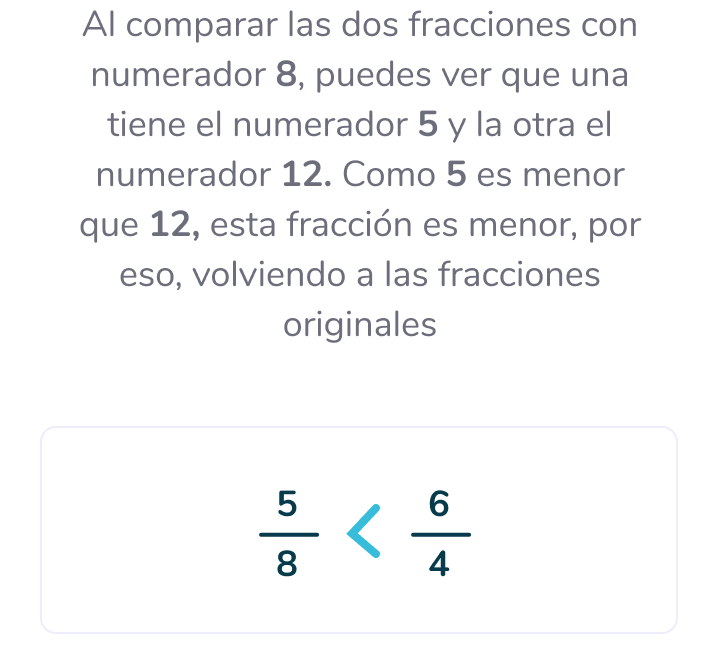 Al comparar las dos fracciones con
numerador 8, puedes ver que una
tiene el numerador 5 y la otra el
numerador 12. Como 5 es menor
que 12, esta fracción es menor, por
eso, volviendo a las fracciones
originales
5/8 < 6/4